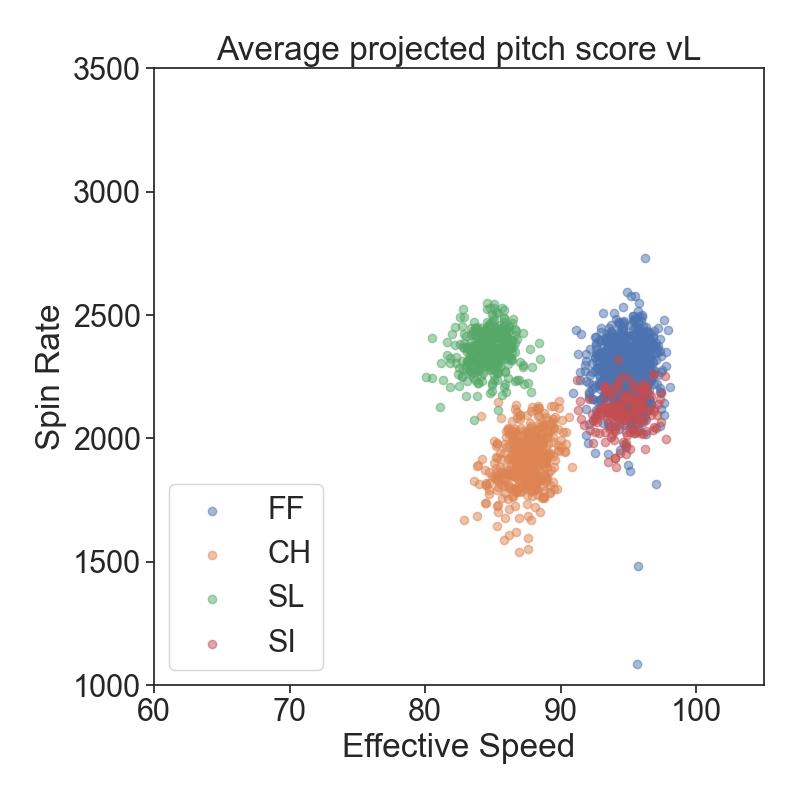 Average projected pitch score vL
3500
3000
2500
2000
1500
1000
Spin Rate
FF
CH
SL
SI
60 70 80 90 100
Effective Speed